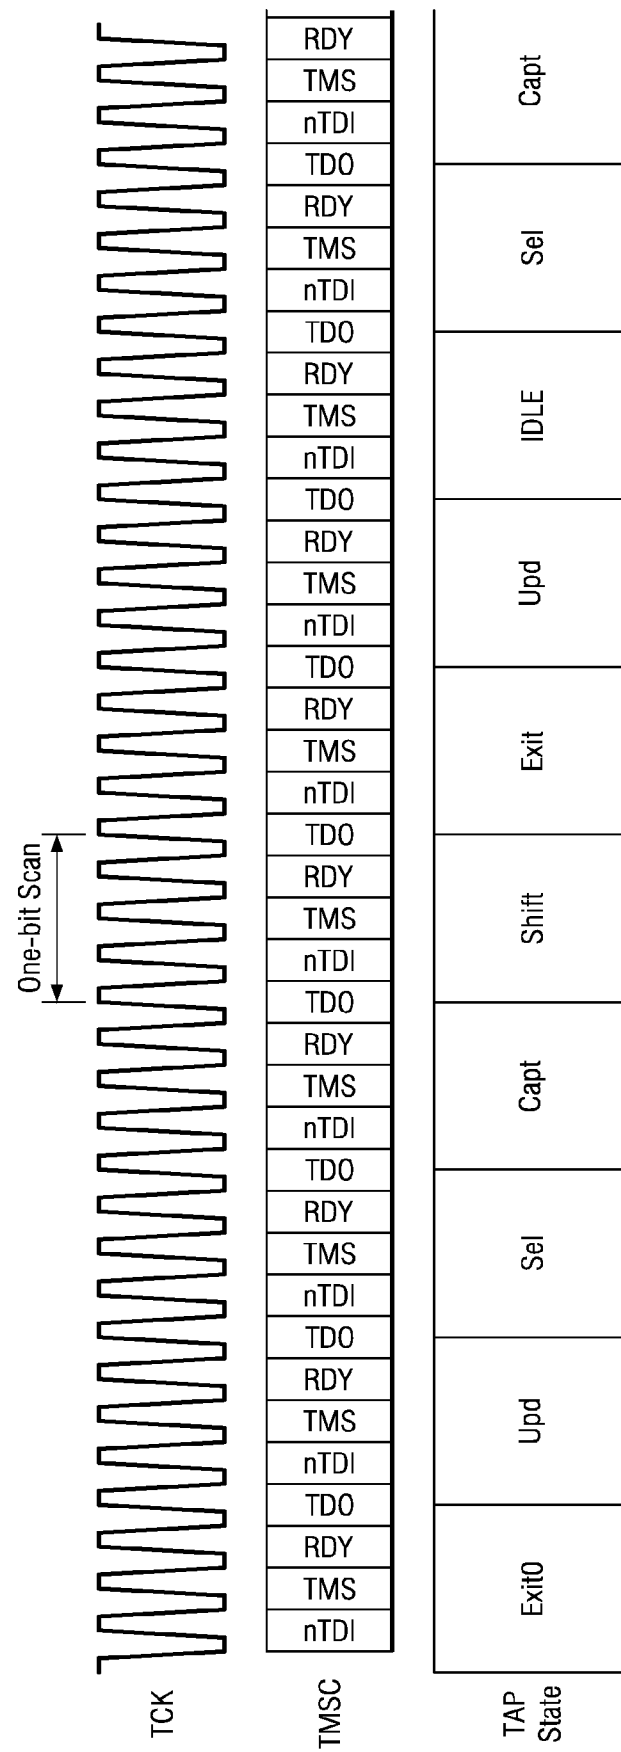 One-bit Scan
TCK
TMSC
nTDI
TMS
RDY
TDO
nTDI
TMS
RDY
TDO
nTDI
TMS
RDY
TDO
nTDI
TMS
RDY
TDO
nTDI
TMS
RDY
TDO
nTDI
TMS
RDY
TDO
nTDI
TMS
RDY
TDO
nTDI
TMS
RDY
TDO
nTDI
TMS
RDY
TDO
nTDI
TMS
RDY
TAP
State
Exit0
Upd
Sel
Capt
Shift
Exit
Upd
IDLE
Sel
Capt